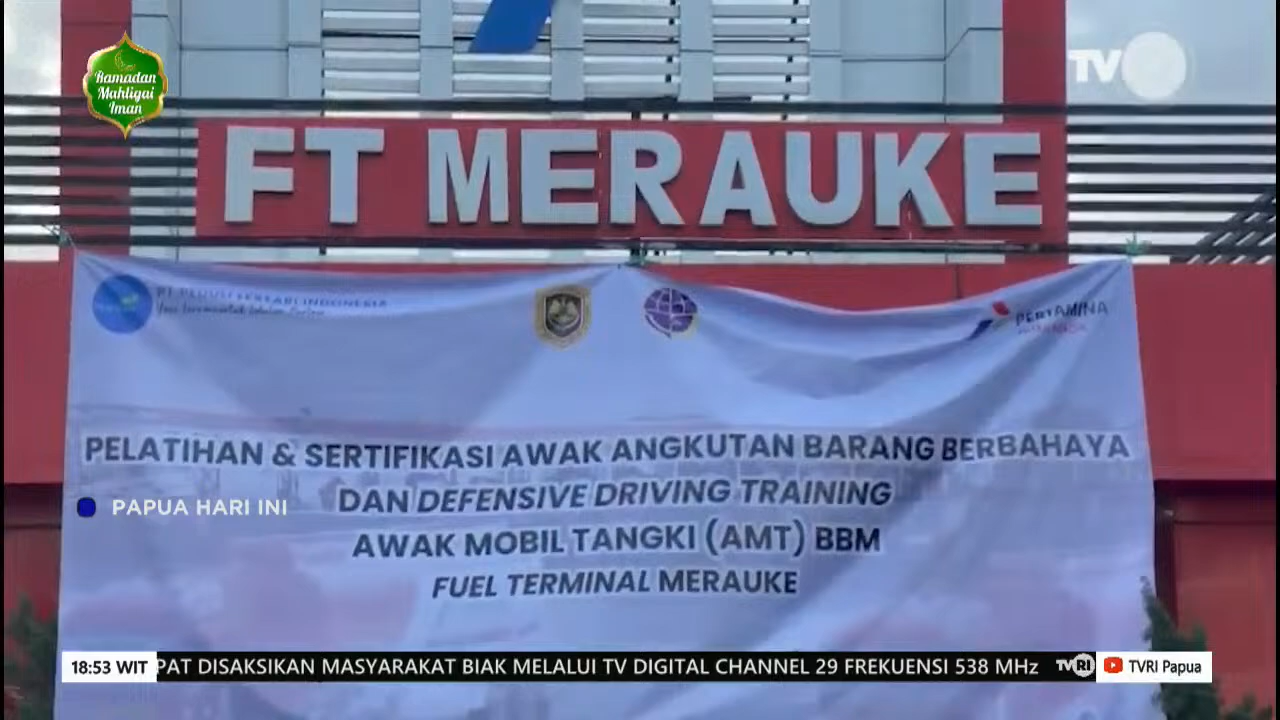 Ramadan
Mahligai
Iman
TV
FT MERAUKE
PERTAMINA
PELATIHAN & SERTIFIKASI AWAK ANGKUTAN BARANG BERBAHAYA
DAN DEFENSIVE DRIVING TRAINING
PAPUA HARI INI
AWAK MOBIL TANGKI (AMT) BBM
FUEL TERMINAL MERAUKE
18:53 WIT
PAT DISAKSIKAN MASYARAKAT BIAK MELALUI TV DIGITAL CHANNEL 29 FREKUENSI 538 MHz
TVRI
TVRI Papua